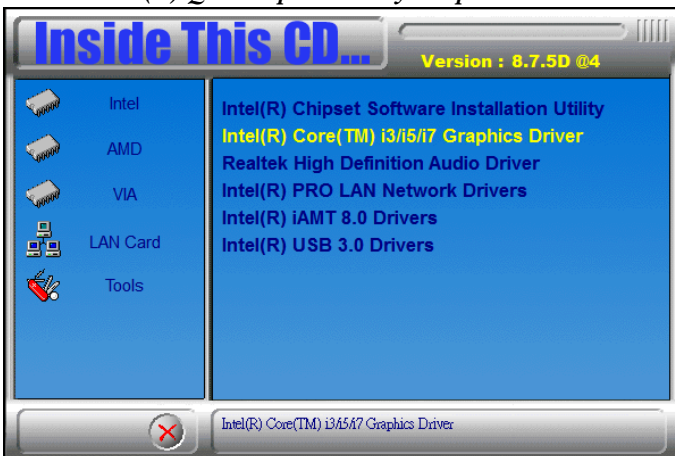 Inside This CD...
Version : 8.7.5D @4
Intel
AMD
VIA
LAN Card
Tools
Intel(R) Chipset Software Installation Utility
Intel(R) Core(TM) i3/i5/i7 Graphics Driver
Realtek High Definition Audio Driver
Intel(R) PRO LAN Network Drivers
Intel(R) iAMT 8.0 Drivers
Intel(R) USB 3.0 Drivers
Intel(R) Core(TM) i3/i5/i7 Graphics Driver